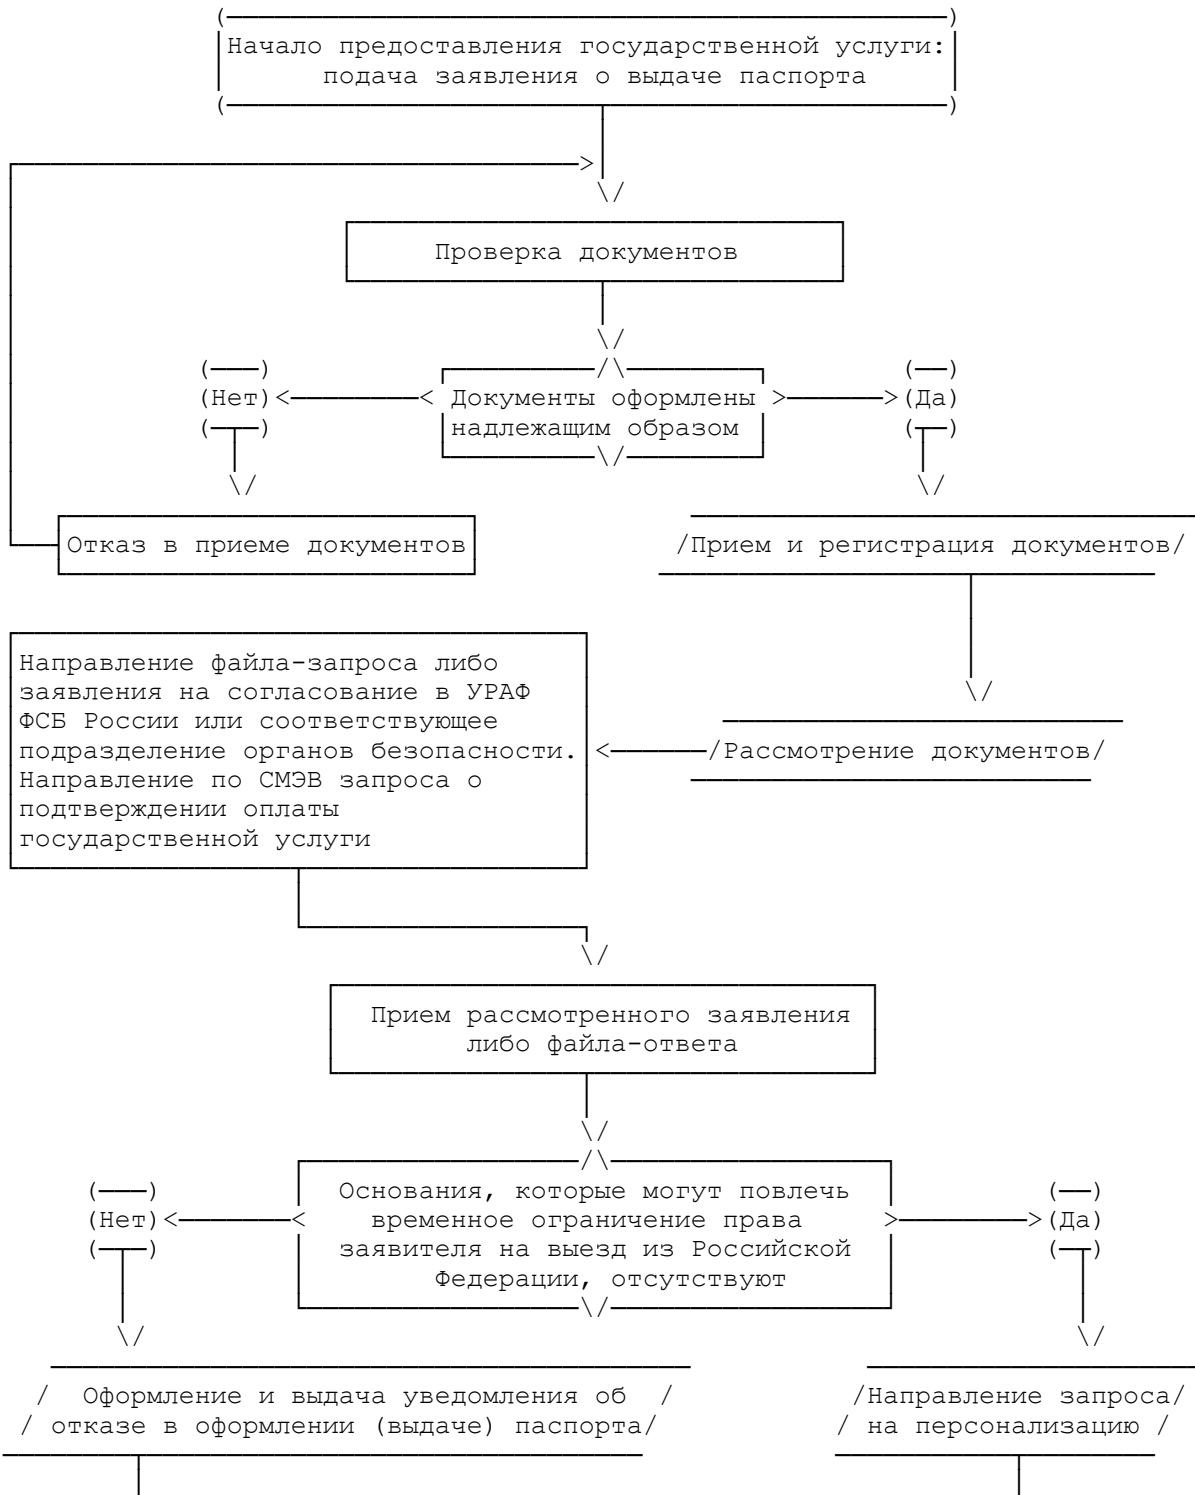 Начало предоставления государственной услуги:
подача заявления о выдаче паспорта
Проверка документов
(Нет) Документы оформлены (Да)
надлежащим образом
Отказ в приеме документов /Прием и регистрация документов/
Направление файла-запроса либо
заявления на согласование в УРАФ
ФСБ России или соответствующее
подразделение органов безопасности. /Рассмотрение документов/
Направление по СМЭВ запроса о
подтверждении оплаты
государственной услуги
Прием рассмотренного заявления
либо файла-ответа
Основания, которые могут повлечь
(Нет) временное ограничение права (Да)
заявителя на выезд из Российской
Федерации, отсутствуют
/ Оформление и выдача уведомления об / /Направление запроса/
/ отказе в оформлении (выдаче) паспорта/ / на персонализацию /